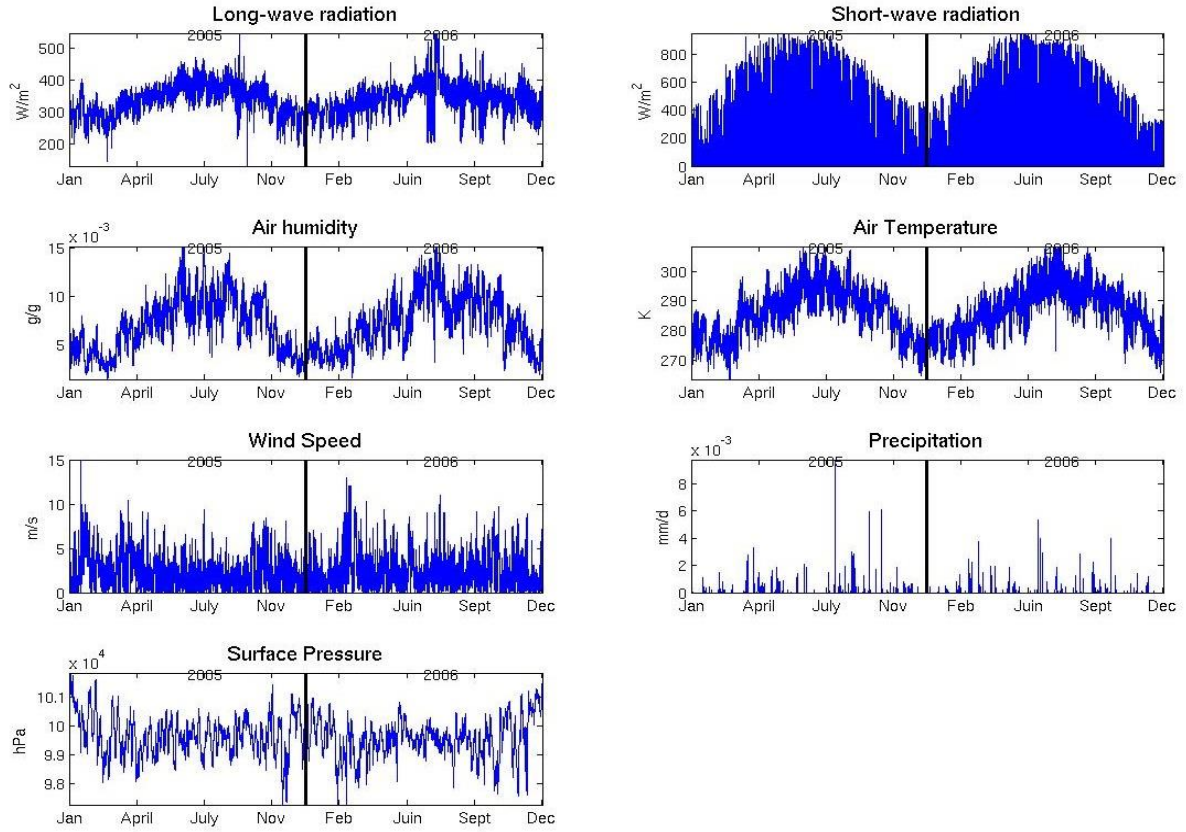 Long-wave radiation
2005 2006
500
400
300
200
W/m2
Jan April July Nov Feb Juin Sept Dec
Short-wave radiation
2005 2006
800
600
400
200
0
W/m2
Jan April July Nov Feb Juin Sept Dec
Air humidity
x 10-3
2005 2006
15
10
5
g/g
Jan April July Nov Feb Juin Sept Dec
Air Temperature
2005 2006
300
290
280
270
K
Jan April July Nov Feb Juin Sept Dec
Wind Speed
2005 2006
15
10
5
0
m/s
Jan April July Nov Feb Juin Sept Dec
Precipitation
x 10-3
2005 2006
8
6
4
2
0
mm/d
Jan April July Nov Feb Juin Sept Dec
Surface Pressure
x 104
2005 2006
10.1
10
9.9
9.8
hPa
Jan April July Nov Feb Juin Sept Dec